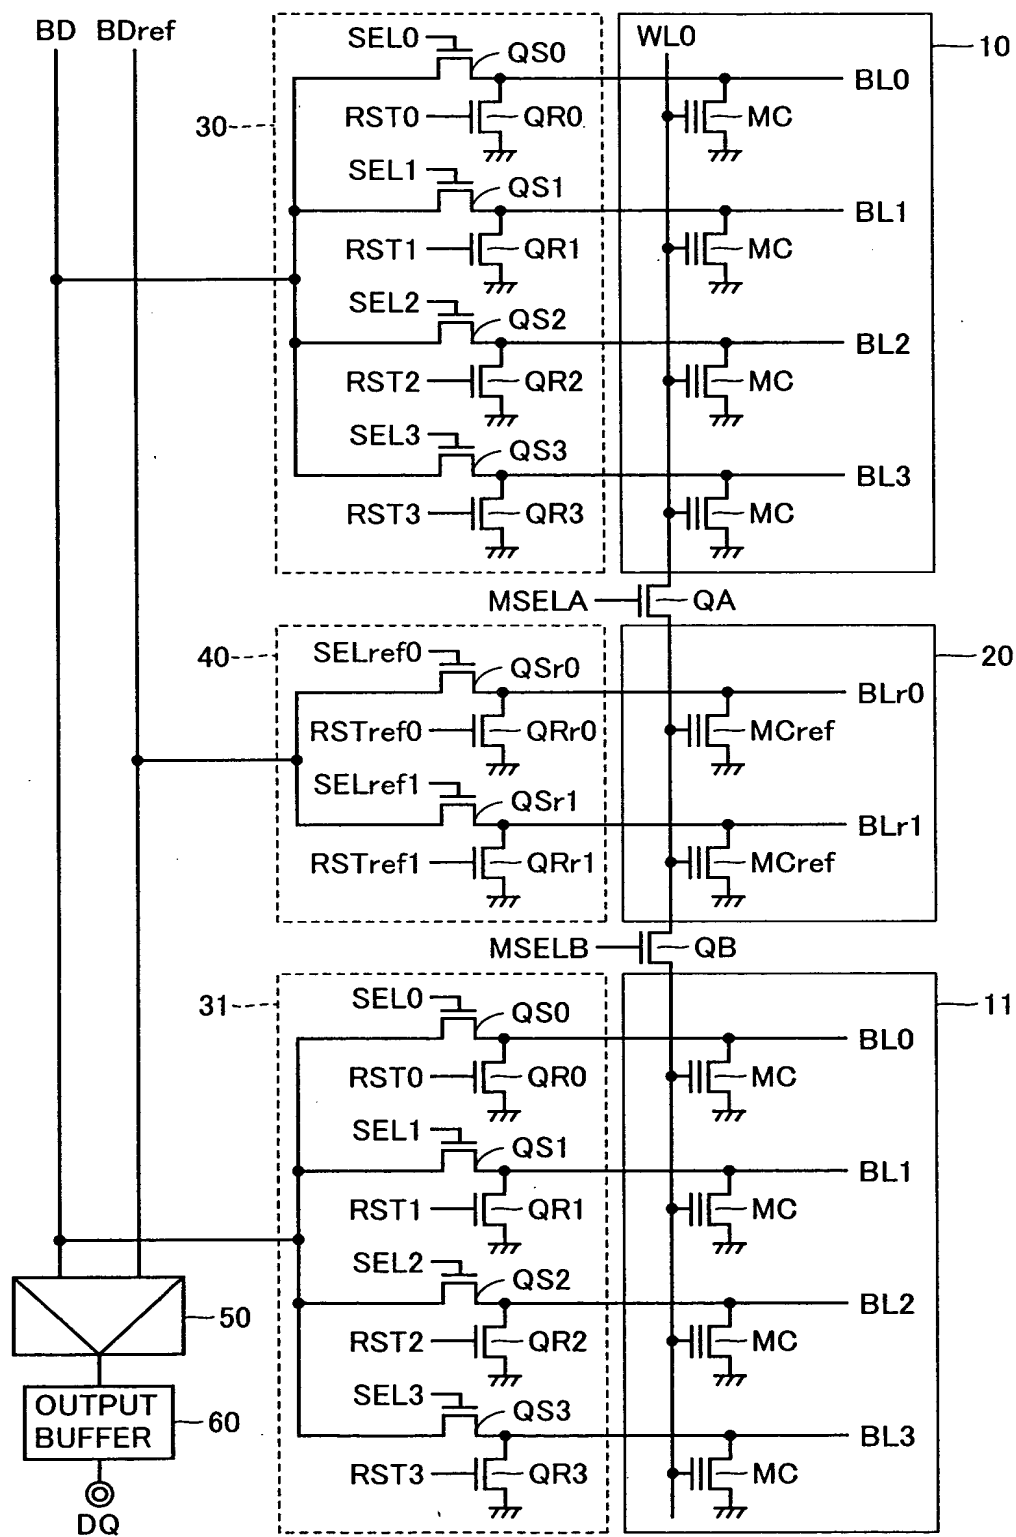 BD BDref
SEL0 QS0 WL0 10
BL0
30 RST0 QR0 MC
SEL1 QS1
BL1
RST1 QR1 MC
SEL2 QS2
BL2
RST2 QR2 MC
SEL3 QS3
BL3
RST3 QR3 MC
MSELA QA
40 SELref0 QSr0 20
BLr0
RSTref0 QRr0 MCref
SELref1 QSr1
BLr1
RSTref1 QRr1 MCref
MSELB QB
31 SEL0 QS0 11
BL0
RST0 QR0 MC
SEL1 QS1
BL1
RST1 QR1 MC
SEL2 QS2
BL2
50
RST2 QR2 MC
SEL3 QS3
OUTPUT
BUFFER
60
BL3
RST3 QR3 MC
DQ